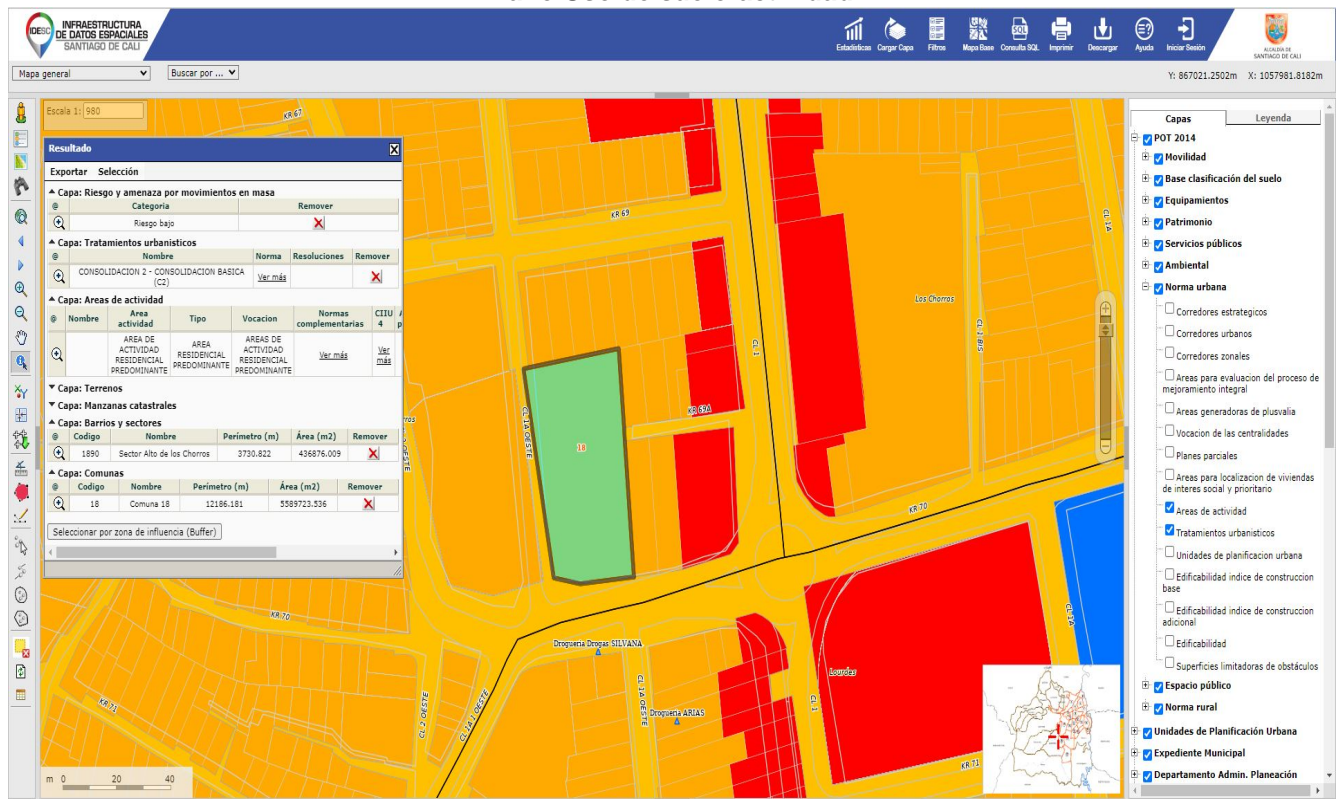 IDESC
INFRAESTRUCTURA
DE DATOS ESPACIALES
SANTIAGO DE CALI
Estadísticas
Cargar Capa
Filtros
Mapa Base
Consulta SQL
Imprimir
Descargar
Ayuda
Iniciar Sesión
ALCALDÍA DE
SANTIAGO DE CALI
Mapa general
Buscar por ...
Y: 867021.2502m X: 1057981.8182m
Escala 1: 980
Resultado
Exportar Selección
Capa: Riesgo y amenaza por movimientos en masa
@ Categoria Remover
Riesgo bajo
Capa: Tratamientos urbanisticos
@ Nombre Norma Resoluciones Remover
CONSOLIDACION 2 - CONSOLIDACION BASICA
(C2)
Ver más
Capa: Areas de actividad
@ Nombre Area actividad Tipo Vocacion Normas complementarias CIIU 4
AREA DE ACTIVIDAD RESIDENCIAL PREDOMINANTE
AREA RESIDENCIAL PREDOMINANTE
AREAS DE ACTIVIDAD RESIDENCIAL PREDOMINANTE
Ver más
Ver más
Capa: Terrenos
Capa: Manzanas catastrales
Capa: Barrios y sectores
@ Codigo Nombre Perímetro (m) Área (m2) Remover
1890 Sector Alto de los Chorros 3730.822 436876.009
Capa: Comunas
@ Codigo Nombre Perímetro (m) Área (m2) Remover
18 Comuna 18 12186.181 5589723.536
Seleccionar por zona de influencia (Buffer)
KR 67
KR 69
CL 1A
Los Chorros
CL 1 BIS
CL 1
KR 69A
CL 1A OESTE
18
KR 70
KR 70
CL 1A
Drogueria Drogas SILVANA
Lourdes
CL 1A OESTE
CL 1
Drogueria ARIAS
CL 2 OESTE
CL 1A 1 OESTE
KR 71
KR 71
m 0 20 40
Capas Leyenda
POT 2014
Movilidad
Base clasificación del suelo
Equipamientos
Patrimonio
Servicios públicos
Ambiental
Norma urbana
Corredores estrategicos
Corredores urbanos
Corredores zonales
Areas para evaluacion del proceso de
mejoramiento integral
Areas generadoras de plusvalia
Vocacion de las centralidades
Planes parciales
Areas para localizacion de viviendas
de interes social y prioritario
Areas de actividad
Tratamientos urbanisticos
Unidades de planificacion urbana
Edificabilidad indice de construccion
base
Edificabilidad indice de construccion
adicional
Edificabilidad
Superficies limitadoras de obstáculos
Espacio público
Norma rural
Unidades de Planificación Urbana
Expediente Municipal
Departamento Admin. Planeación